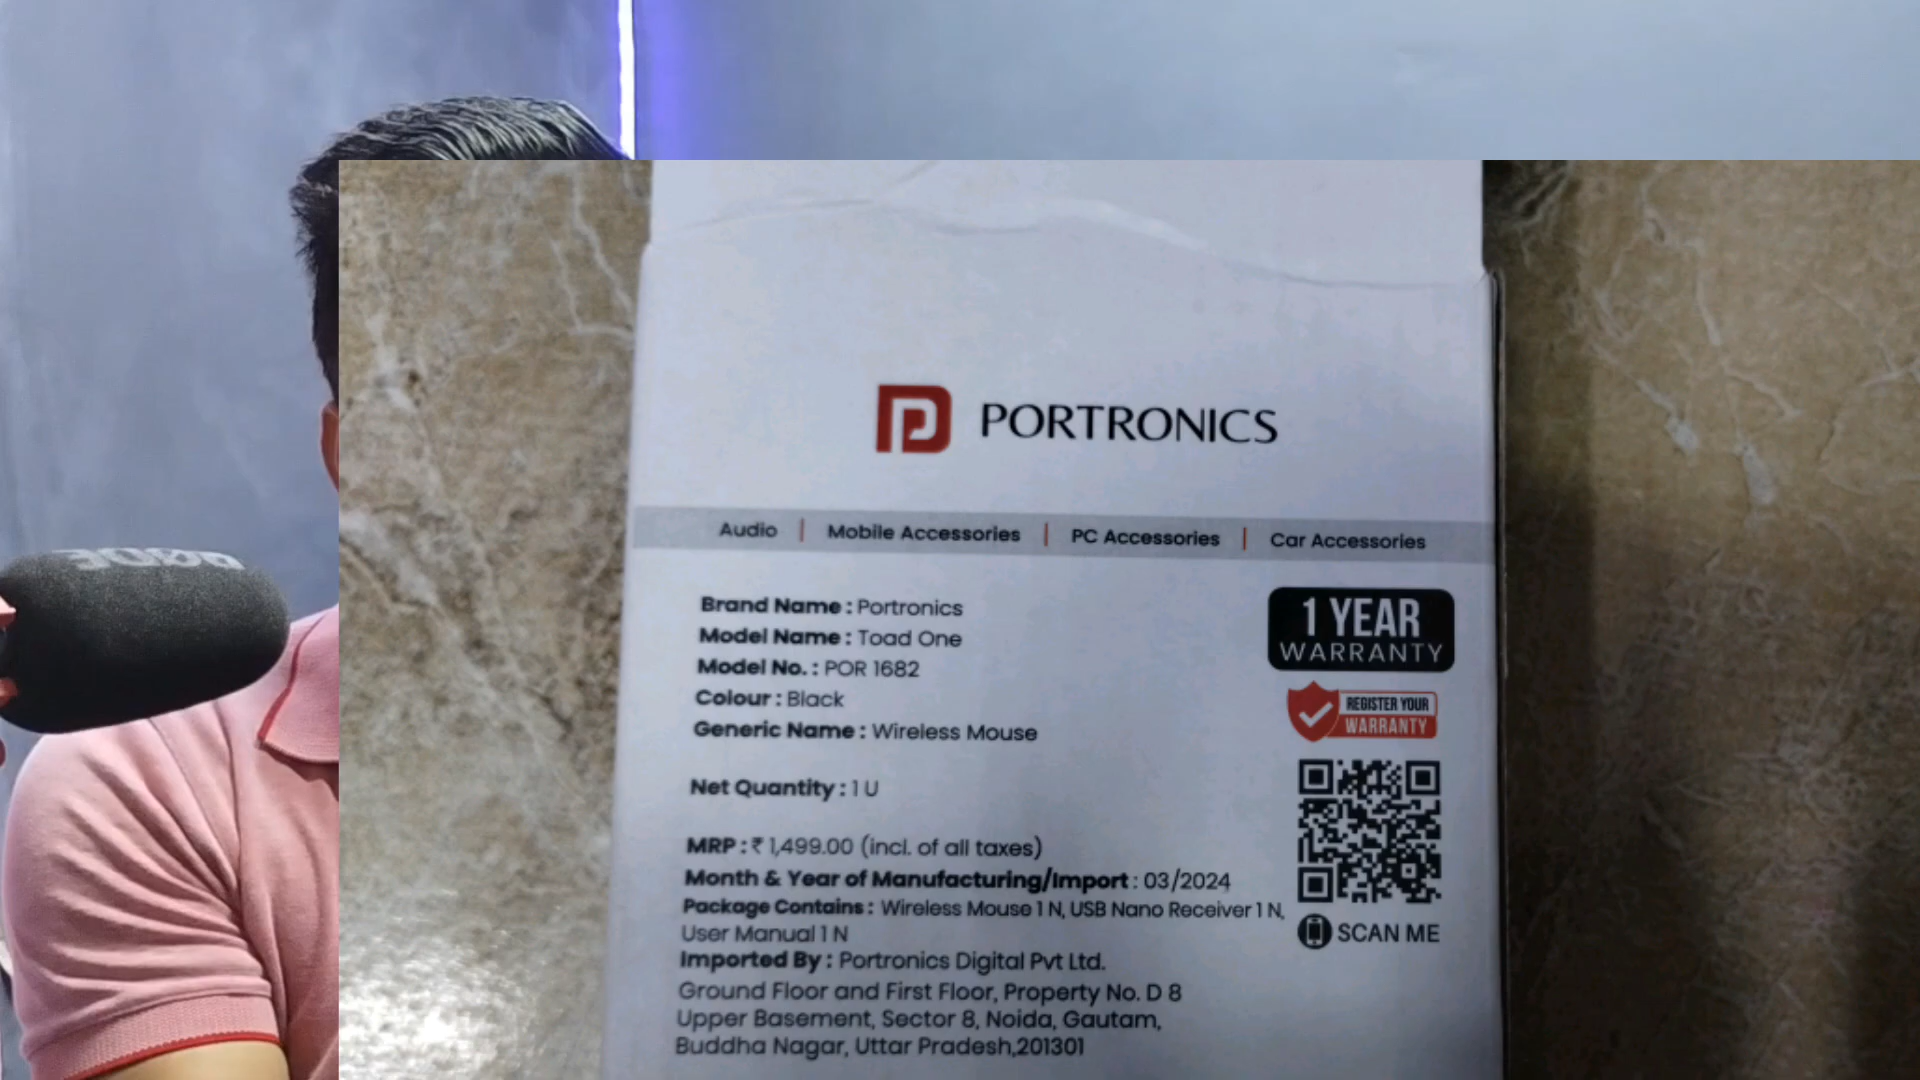 PORTRONICS
Audio | Mobile Accessories | PC Accessories | Car Accessories
Brand Name : Portronics
Model Name : Toad One
Model No. : POR 1682
Colour : Black
Generic Name : Wireless Mouse
Net Quantity : 1 U
MRP : ₹ 1,499.00 (incl. of all taxes)
Month & Year of Manufacturing/Import : 03/2024
Package Contains : Wireless Mouse 1 N, USB Nano Receiver 1 N,
User Manual 1 N
Imported By : Portronics Digital Pvt Ltd.
Ground Floor and First Floor, Property No. D 8
Upper Basement, Sector 8, Noida, Gautam,
Buddha Nagar, Uttar Pradesh,201301
1 YEAR
WARRANTY
REGISTER YOUR
WARRANTY
SCAN ME
RODE